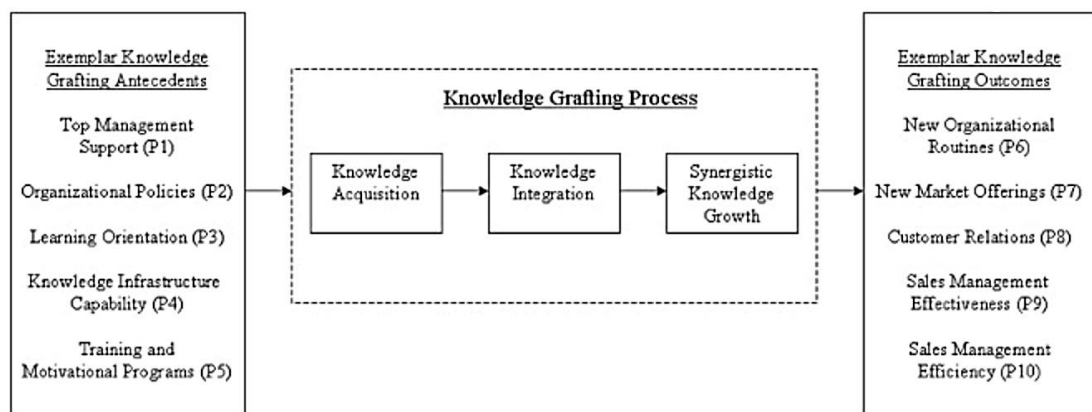 Exemplar Knowledge
Grafting Antecedents
Top Management
Support (P1)
Organizational Policies (P2)
Learning Orientation (P3)
Knowledge Infrastructure
Capability (P4)
Training and
Motivational Programs (P5)
Knowledge Grafting Process
Knowledge
Acquisition
Knowledge
Integration
Synergistic
Knowledge
Growth
Exemplar Knowledge
Grafting Outcomes
New Organizational
Routines (P6)
New Market Offerings (P7)
Customer Relations (P8)
Sales Management
Effectiveness (P9)
Sales Management
Efficiency (P10)